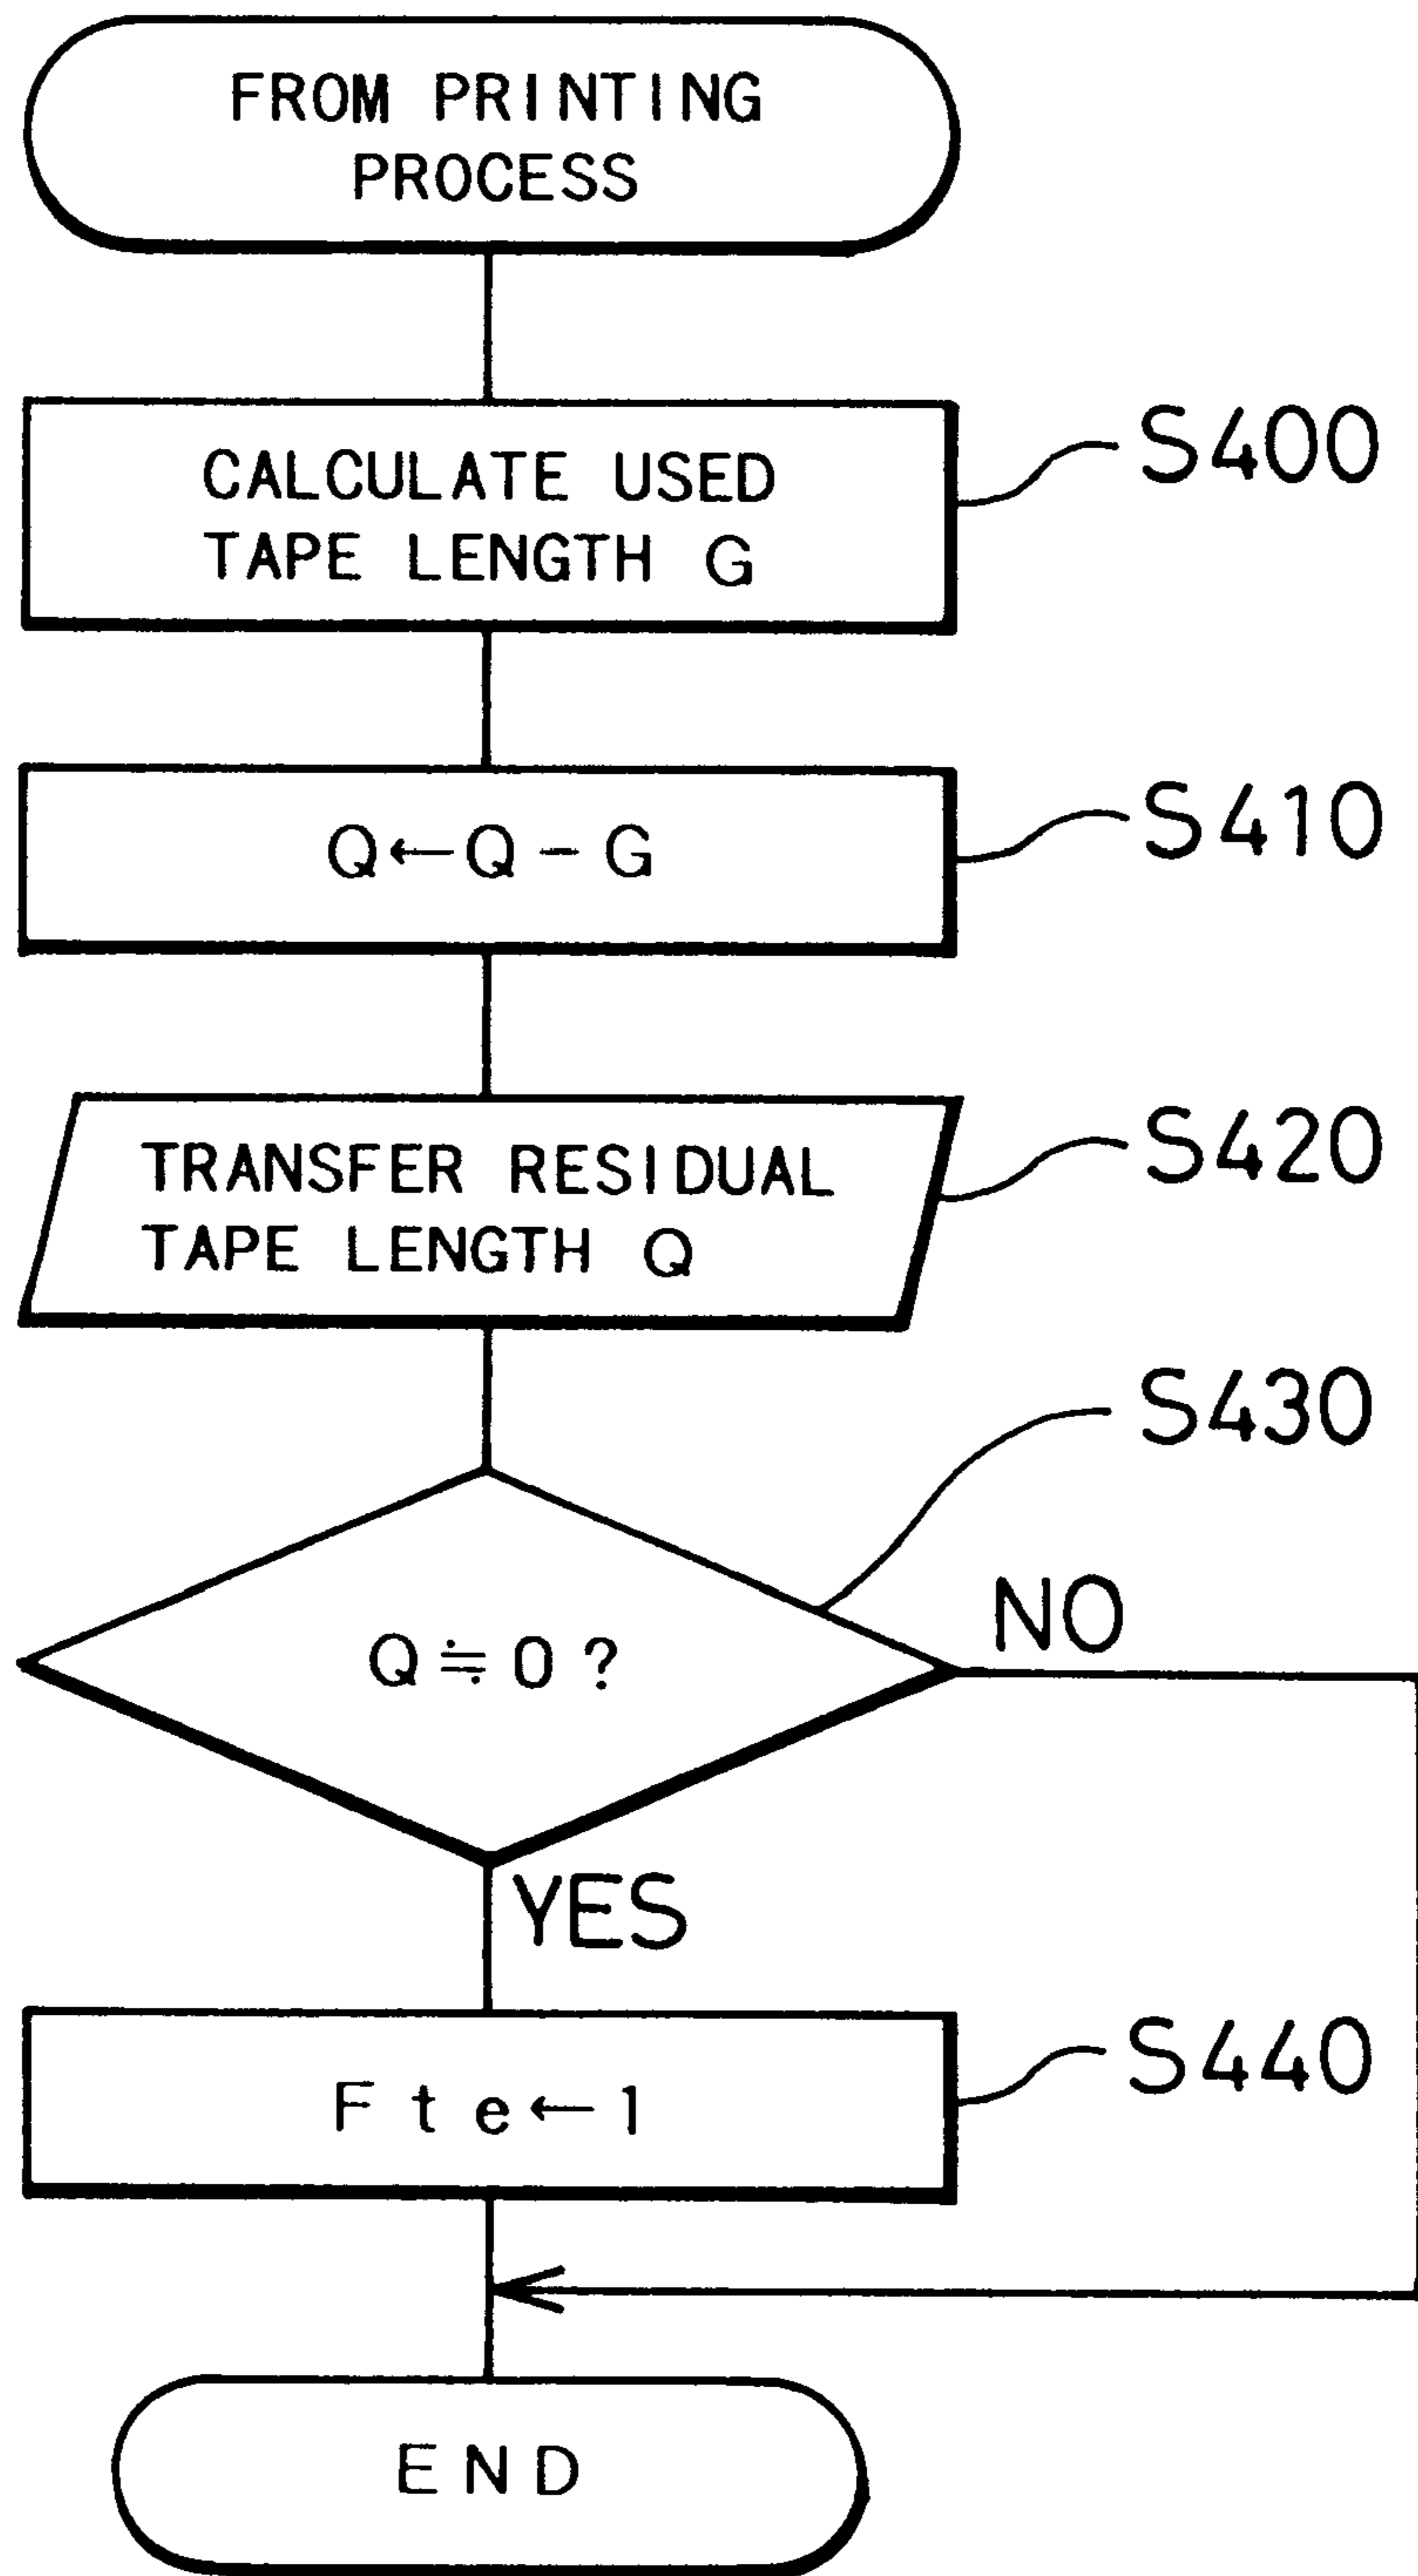 FROM PRINTING
PROCESS
CALCULATE USED
TAPE LENGTH G
S400
Q←Q-G
S410
TRANSFER RESIDUAL
TAPE LENGTH Q
S420
S430
Q≒0?
NO
YES
Fte←1
S440
END